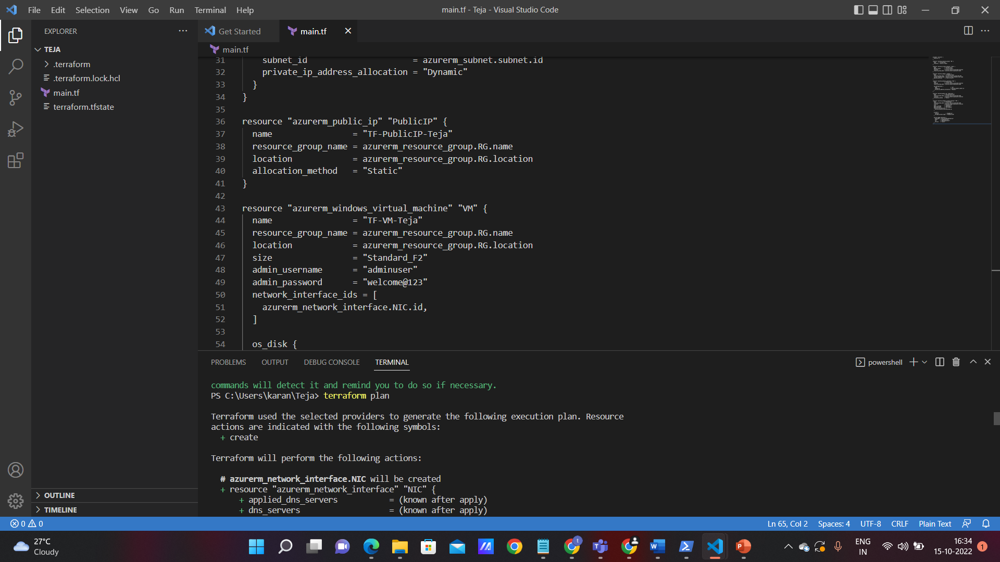 File Edit Selection View Go Run Terminal Help
main.tf - Teja - Visual Studio Code
EXPLORER
TEJA
.terraform
.terraform.lock.hcl
main.tf
terraform.tfstate
OUTLINE
TIMELINE
Get Started
main.tf
main.tf
31 subnet_id = azurerm_subnet.subnet.id
32 private_ip_address_allocation = "Dynamic"
33 }
34 }
35
36 resource "azurerm_public_ip" "PublicIP" {
37 name = "TF-PublicIP-Teja"
38 resource_group_name = azurerm_resource_group.RG.name
39 location = azurerm_resource_group.RG.location
40 allocation_method = "Static"
41 }
42
43 resource "azurerm_windows_virtual_machine" "VM" {
44 name = "TF-VM-Teja"
45 resource_group_name = azurerm_resource_group.RG.name
46 location = azurerm_resource_group.RG.location
47 size = "Standard_F2"
48 admin_username = "adminuser"
49 admin_password = "welcome@123"
50 network_interface_ids = [
51 azurerm_network_interface.NIC.id,
52 ]
53
54 os_disk {
PROBLEMS OUTPUT DEBUG CONSOLE TERMINAL
powershell
commands will detect it and remind you to do so if necessary.
PS C:\Users\karan\Teja> terraform plan
Terraform used the selected providers to generate the following execution plan. Resource
actions are indicated with the following symbols:
+ create
Terraform will perform the following actions:
# azurerm_network_interface.NIC will be created
+ resource "azurerm_network_interface" "NIC" {
+ applied_dns_servers = (known after apply)
+ dns_servers = (known after apply)
0 0
Ln 65, Col 2 Spaces: 4 UTF-8 CRLF Plain Text
27°C
Cloudy
ENG
IN
16:34
15-10-2022
1